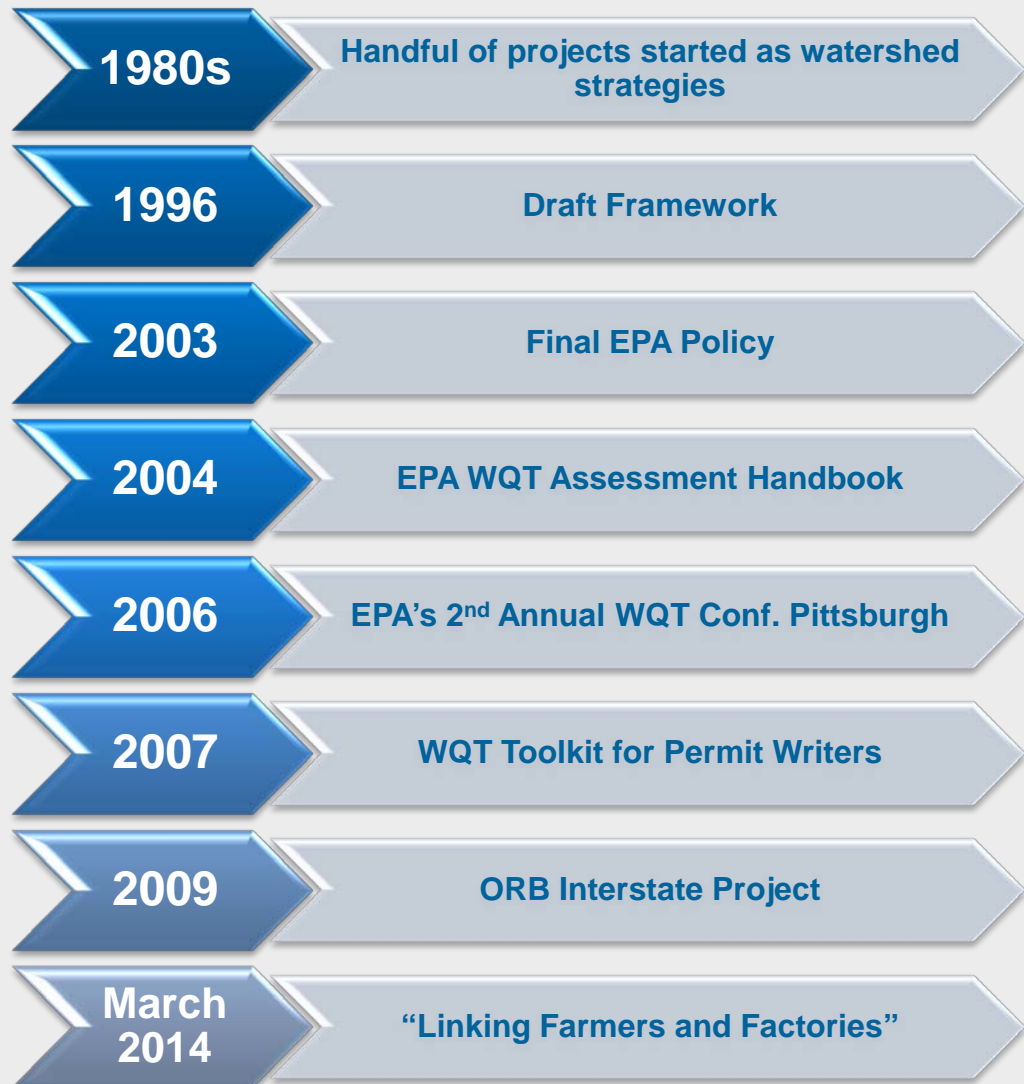 1980s
Handful of projects started as watershed
strategies
1996
Draft Framework
2003
Final EPA Policy
2004
EPA WQT Assessment Handbook
2006
EPA's 2nd Annual WQT Conf. Pittsburgh
2007
WQT Toolkit for Permit Writers
2009
ORB Interstate Project
March
2014
“Linking Farmers and Factories”